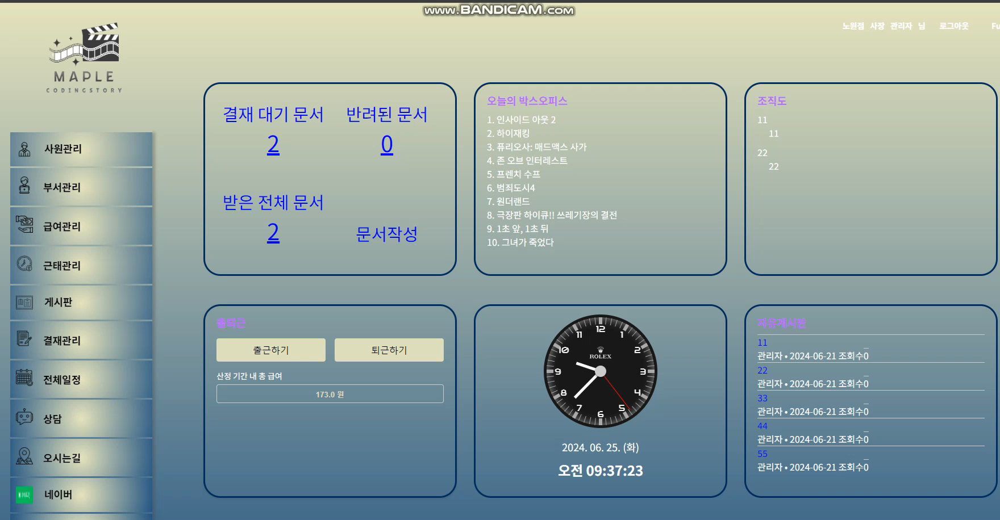 www.BANDICAM.com
노원점 사장 관리자 님 로그아웃 Fu
MAPLE
CODINGSTORY
사원관리
부서관리
급여관리
근태관리
게시판
결재관리
전체일정
상담
오시는길
네이버
결재 대기 문서 반려된 문서
2 0
받은 전체 문서
2 문서작성
오늘의 박스오피스
1. 인사이드 아웃 2
2. 하이재킹
3. 퓨리오사: 매드맥스 사가
4. 존 오브 인터레스트
5. 프렌치 수프
6. 범죄도시4
7. 원더랜드
8. 극장판 하이큐!! 쓰레기장의 결전
9. 1초 앞, 1초 뒤
10. 그녀가 죽었다
조직도
11
11
22
22
출퇴근
출근하기 퇴근하기
산정 기간 내 총 급여
173.0 원
12
1
2
3
4
5
6
7
8
9
10
11
ROLEX
2024. 06. 25. (화)
오전 09:37:23
자유게시판
11
관리자 • 2024-06-21 조회수0
22
관리자 • 2024-06-21 조회수0
33
관리자 • 2024-06-21 조회수0
44
관리자 • 2024-06-21 조회수0
55
관리자 • 2024-06-21 조회수0